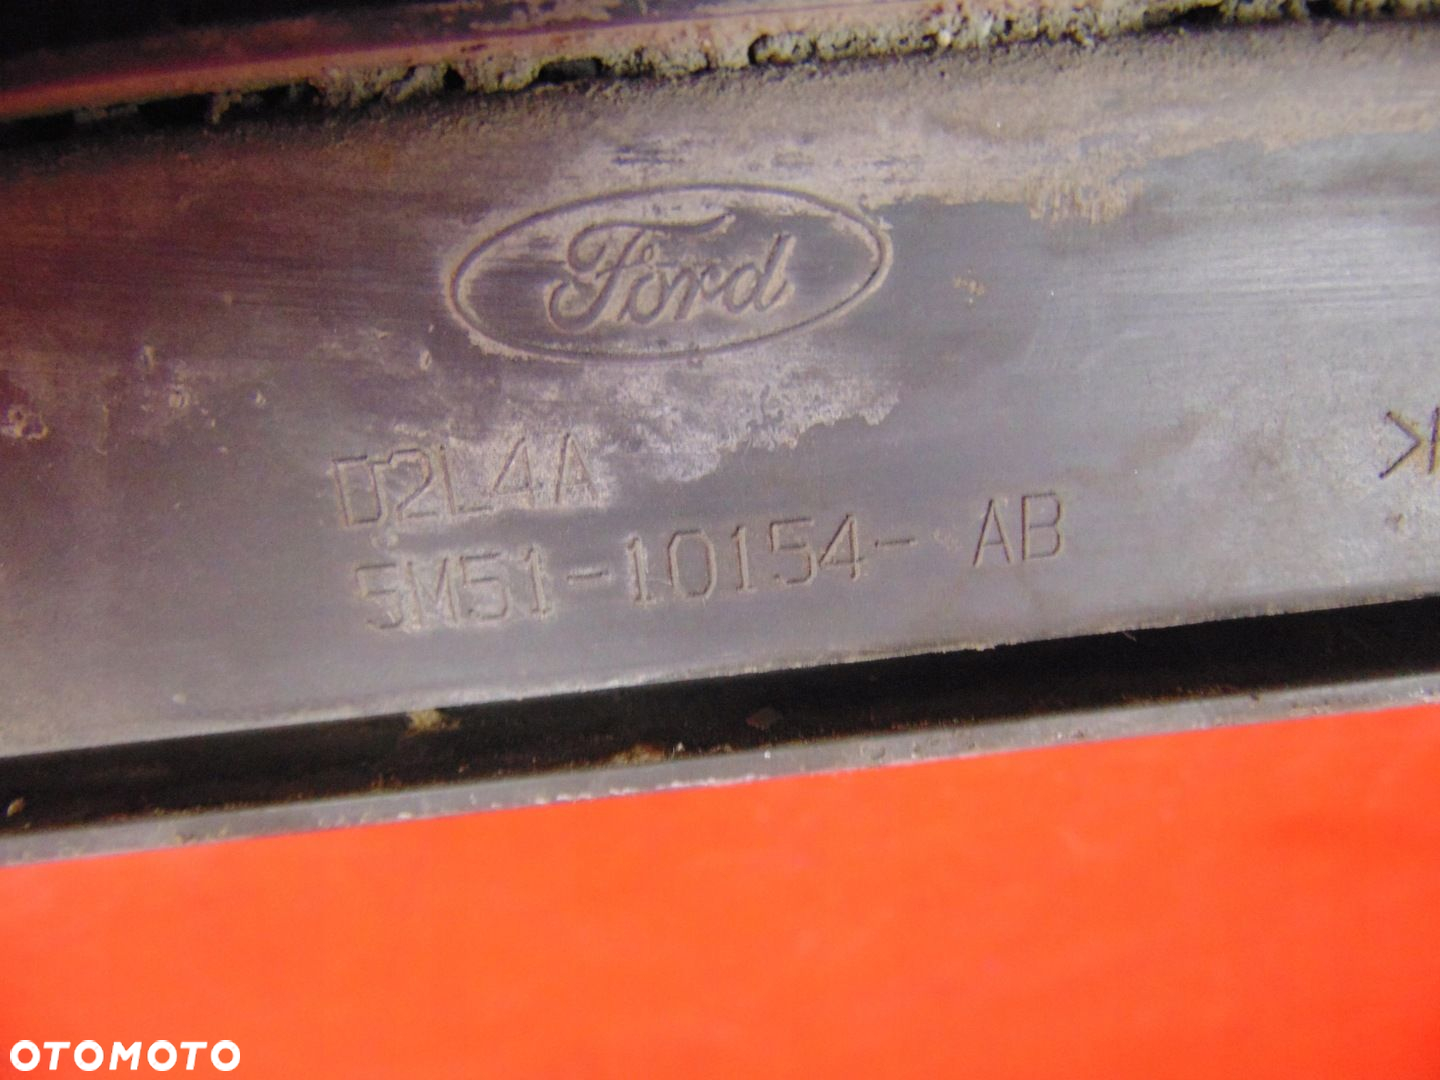 Ford
D2L4A
5M51-10154- AB
>
OTOMOTO